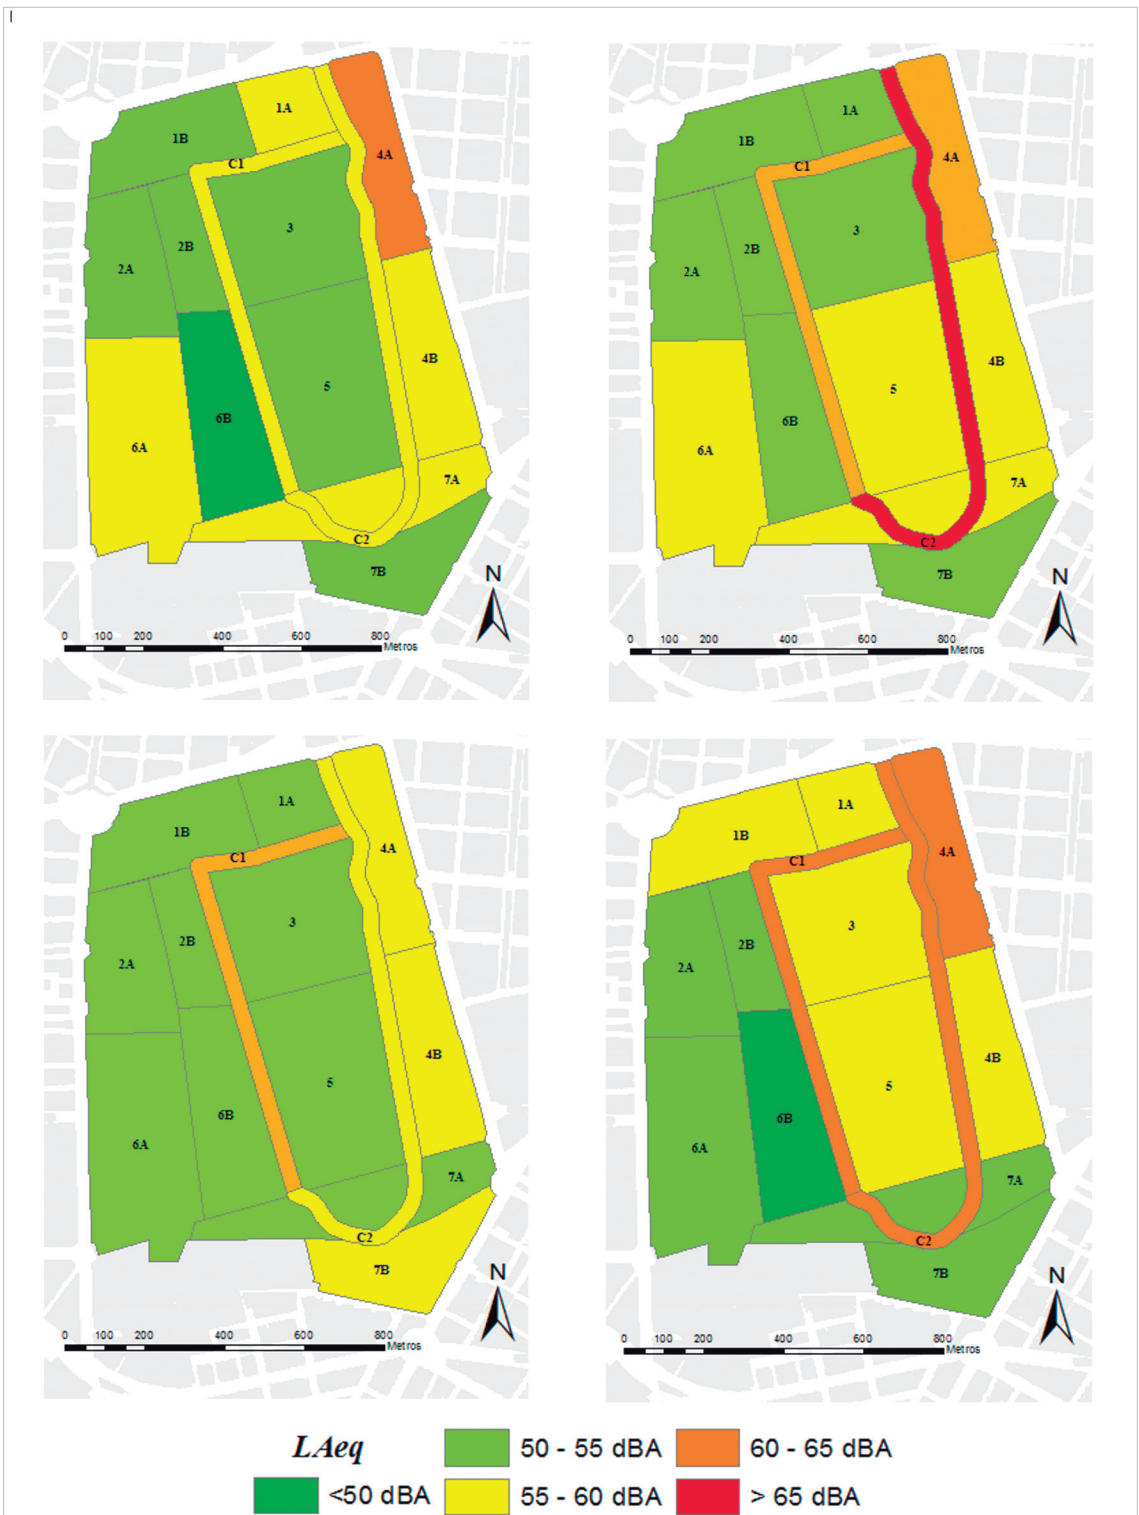 1A
1B
4A
C1
3
2B
2A
4B
5
6B
6A
7A
C2
7B
N
0 100 200 400 600 800
Metros
1A
1B
4A
C1
3
2B
2A
4B
5
6B
6A
7A
C2
7B
N
0 100 200 400 600 800
Metros
1A
1B
4A
C1
3
2B
2A
4B
5
6B
6A
7A
C2
7B
N
0 100 200 400 600 800
Metros
1A
1B
4A
C1
3
2B
2A
4B
5
6B
6A
7A
C2
7B
N
0 100 200 400 600 800
Metros
LAeq
50 - 55 dBA
60 - 65 dBA
<50 dBA
55 - 60 dBA
> 65 dBA